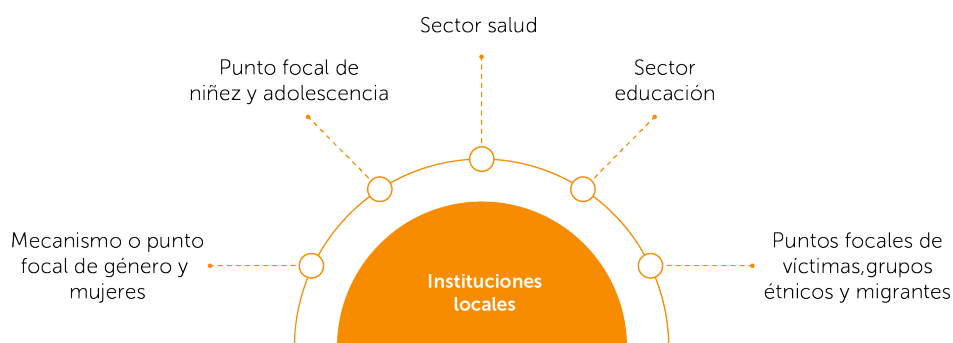 Sector salud
Punto focal de
niñez y adolescencia
Sector
educación
Mecanismo o punto
focal de género y
mujeres
Puntos focales de
víctimas,grupos
étnicos y migrantes
Instituciones
locales